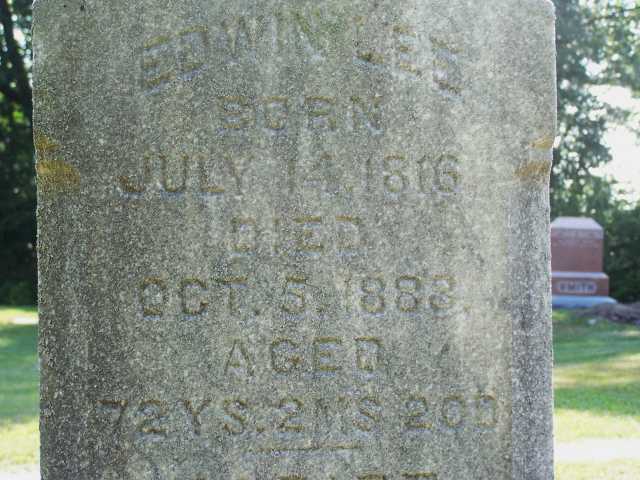 EDWIN LEE
BORN
JULY 14, 1816
DIED
OCT. 5, 1888.
AGED
72 YS. 2 MS 20 D
SMITH